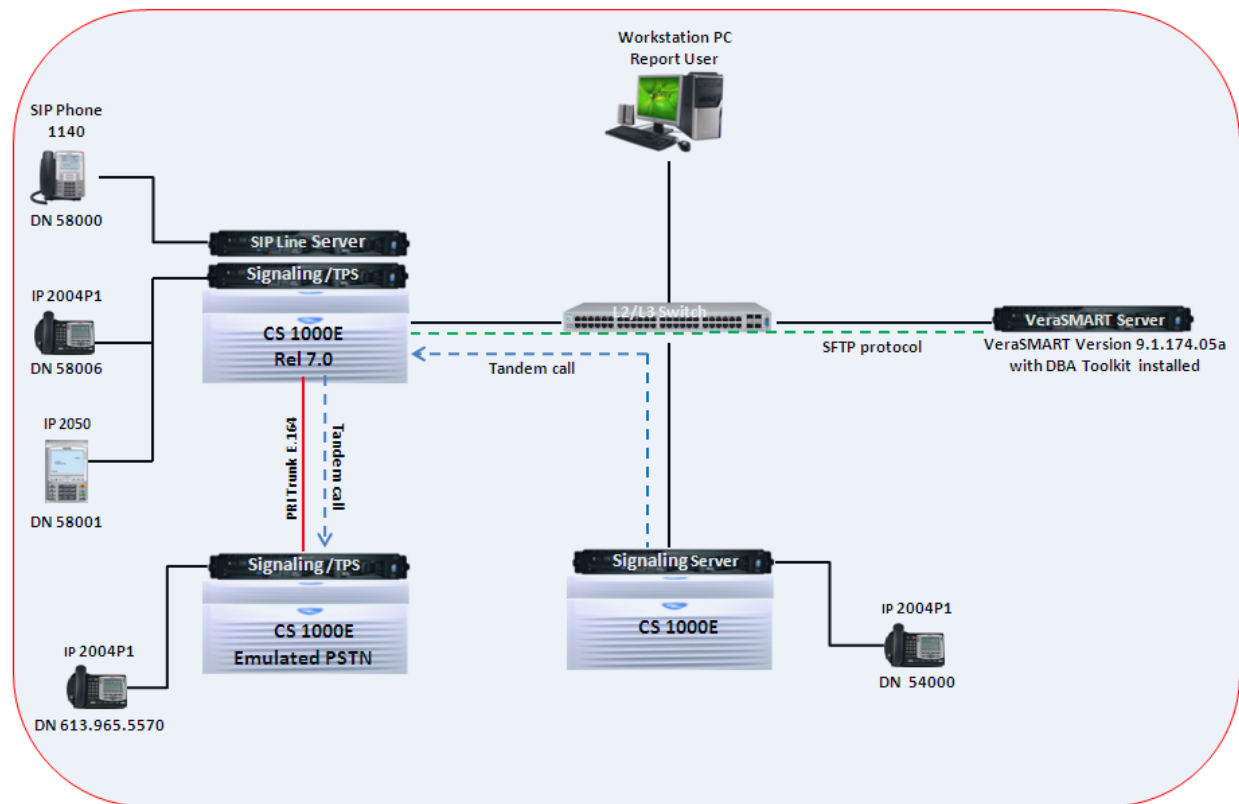 Workstation PC
Report User
SIP Phone
1140
DN 58000
SIP Line Server
Signaling/TPS
IP 2004P1
DN 58006
CS 1000E
Rel 7.0
L2/L3 Switch
VeraSMART Server
SFTP protocol
VeraSMART Version 9.1.174.05a
with DBA Toolkit installed
Tandem call
IP 2050
DN 58001
PRI Trunk E.164
Tandem call
Signaling/TPS
CS 1000E
Emulated PSTN
IP 2004P1
DN 613.965.5570
Signaling Server
CS 1000E
IP 2004P1
DN 54000